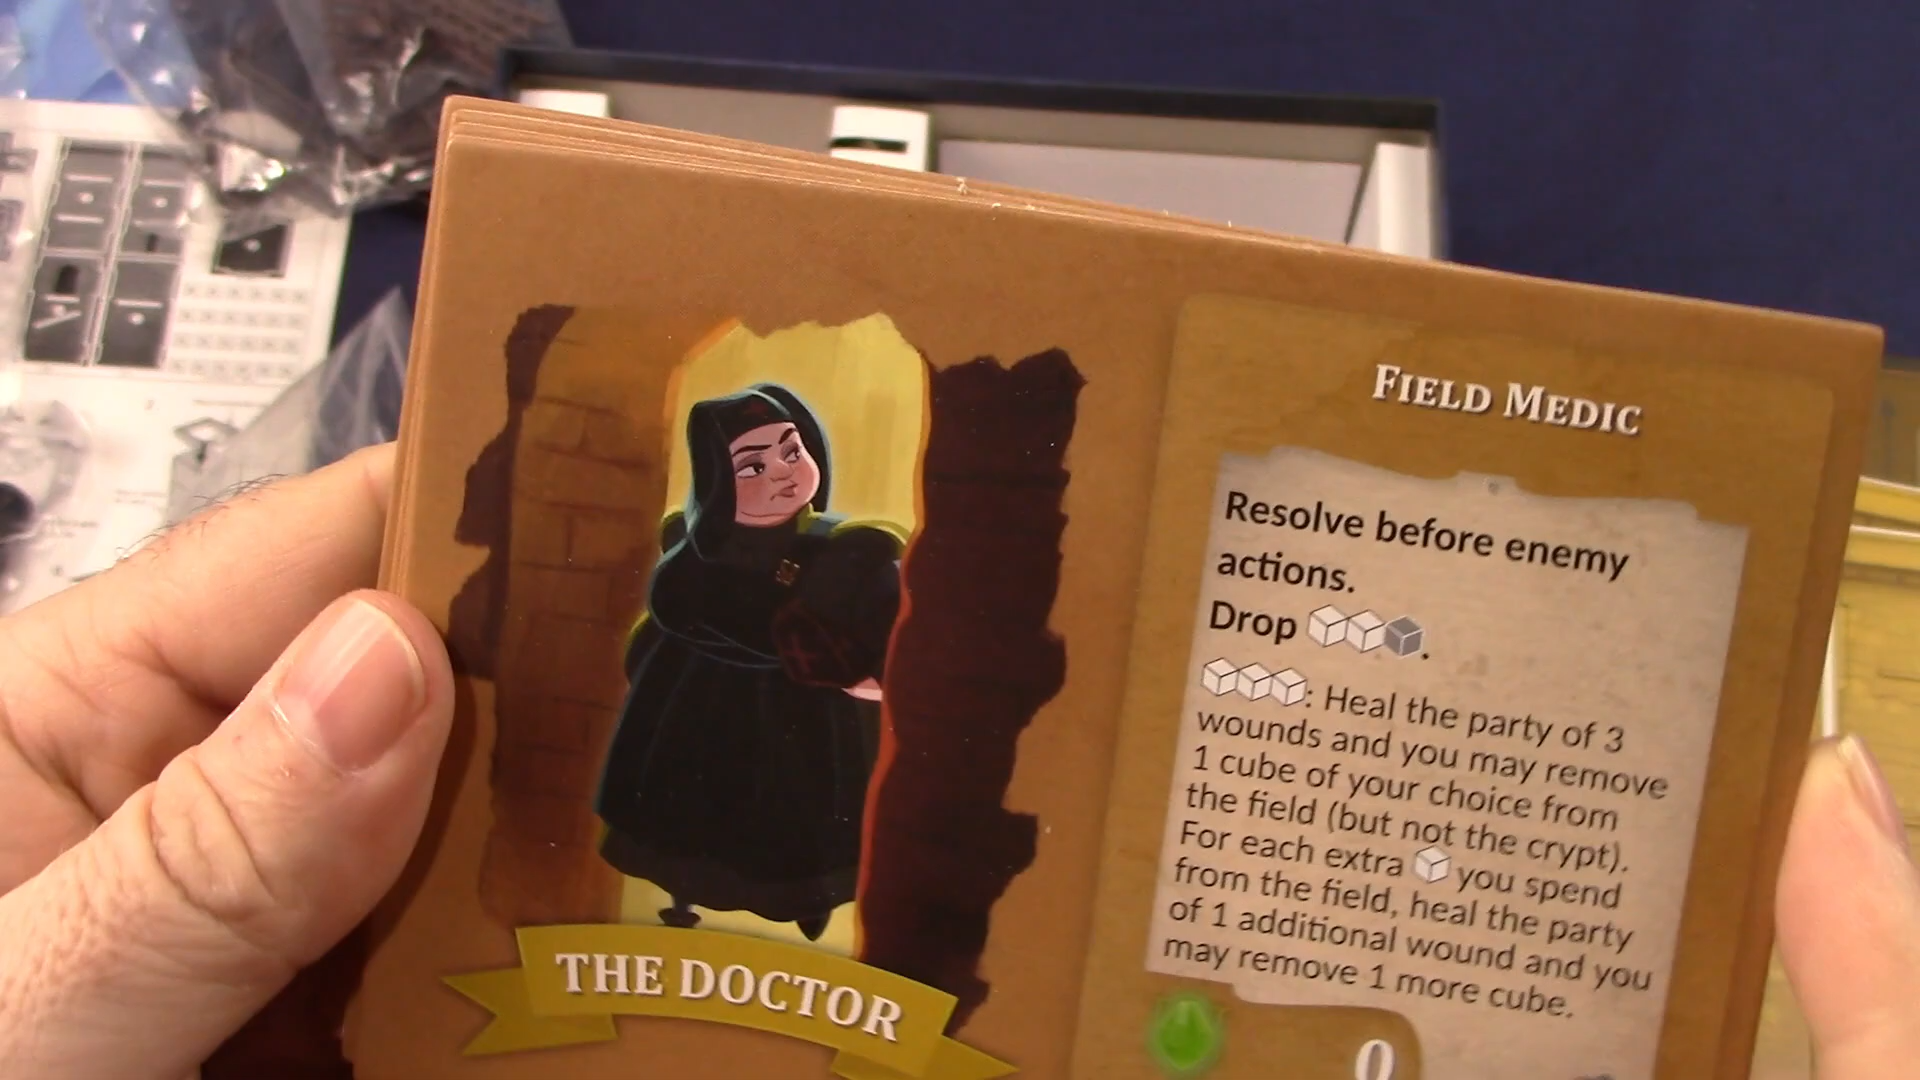 THE DOCTOR
FIELD MEDIC
Resolve before enemy
actions.
Drop .
: Heal the party of 3
wounds and you may remove
1 cube of your choice from
the field (but not the crypt).
For each extra you spend
from the field, heal the party
of 1 additional wound and you
may remove 1 more cube.
0